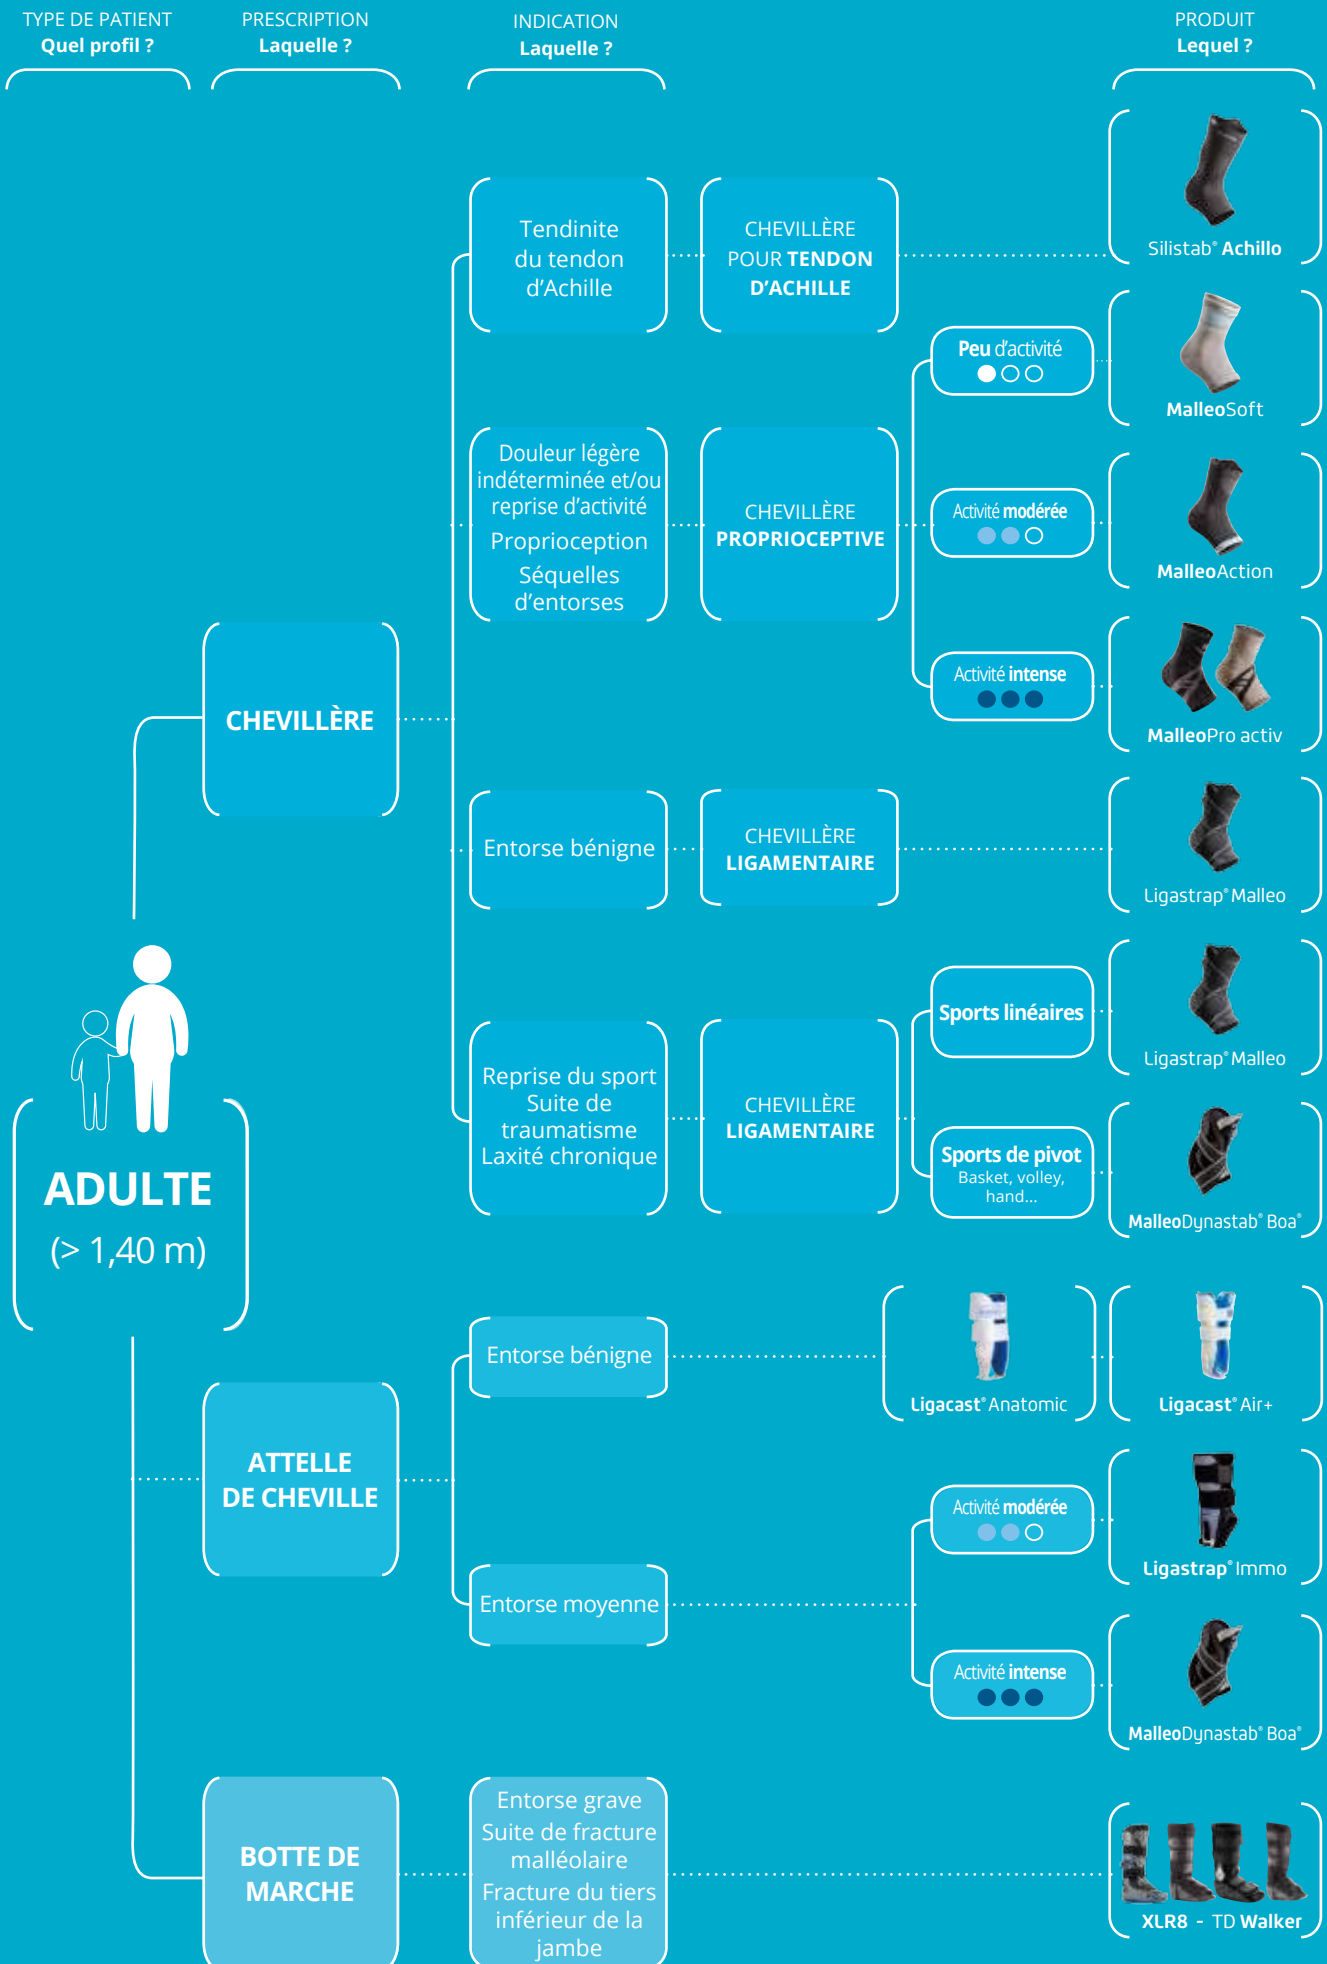 TYPE DE PATIENT
Quel profil ?
PRESCRIPTION
Laquelle ?
INDICATION
Laquelle ?
PRODUIT
Lequel ?
Tendinite
du tendon
d'Achille
CHEVILLÈRE
POUR TENDON
D'ACHILLE
Silistab® Achillo
Peu d'activité
MalleoSoft
Douleur légère
indéterminée et/ou
reprise d'activité
Proprioception
Séquelles
d'entorses
CHEVILLÈRE
PROPRIOCEPTIVE
Activité modérée
MalleoAction
Activité intense
MalleoPro activ
CHEVILLÈRE
Entorse bénigne
CHEVILLÈRE
LIGAMENTAIRE
Ligastrap® Malleo
Reprise du sport
Suite de
traumatisme
Laxité chronique
CHEVILLÈRE
LIGAMENTAIRE
Sports linéaires
Ligastrap® Malleo
Sports de pivot
Basket, volley,
hand...
MalleoDynastab® Boa®
ADULTE
(> 1,40 m)
Entorse bénigne
Ligacast® Anatomic
Ligacast® Air+
ATTELLE
DE CHEVILLE
Activité modérée
Ligastrap® Immo
Entorse moyenne
Activité intense
MalleoDynastab® Boa®
BOTTE DE
MARCHE
Entorse grave
Suite de fracture
malléolaire
Fracture du tiers
inférieur de la
jambe
XLR8 - TD Walker